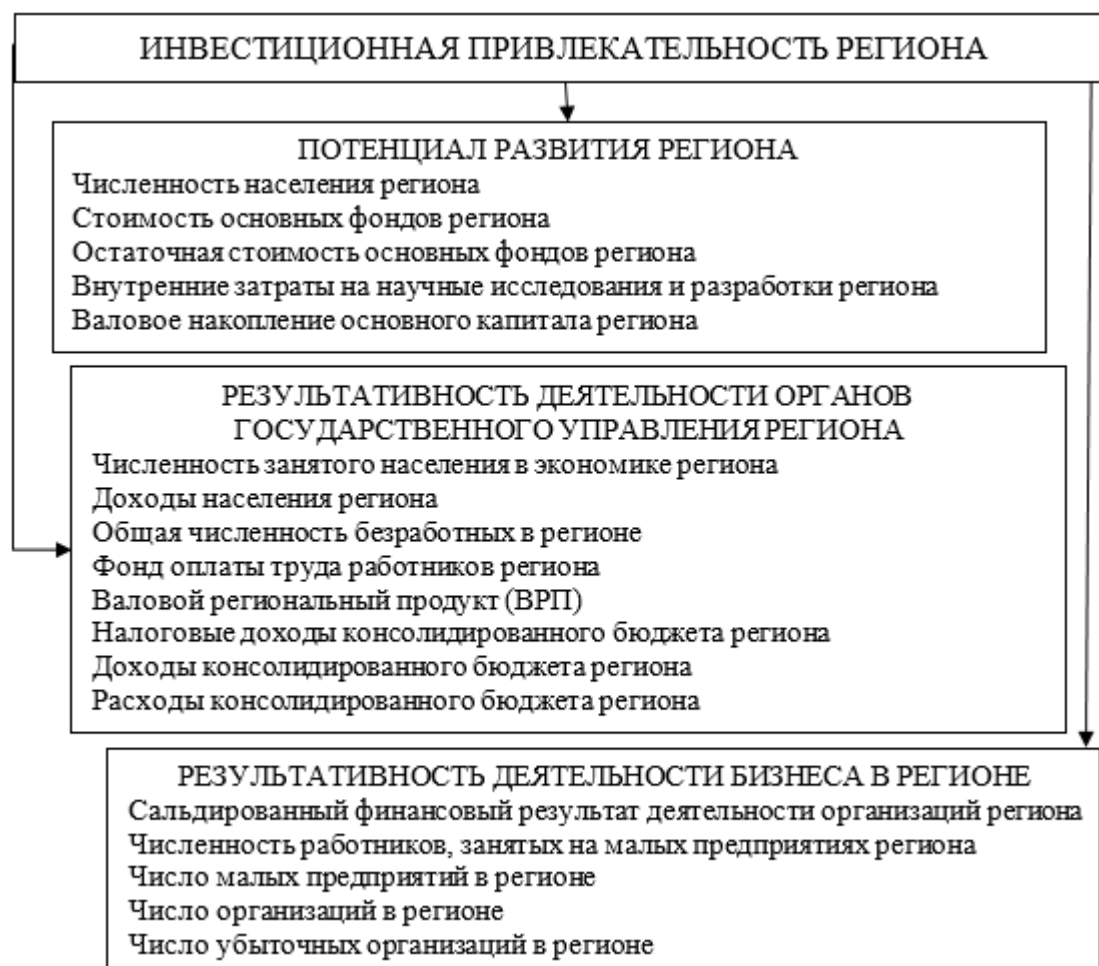 ИНВЕСТИЦИОННАЯ ПРИВЛЕКАТЕЛЬНОСТЬ РЕГИОНА
ПОТЕНЦИАЛ РАЗВИТИЯ РЕГИОНА
Численность населения региона
Стоимость основных фондов региона
Остаточная стоимость основных фондов региона
Внутренние затраты на научные исследования и разработки региона
Валовое накопление основного капитала региона
РЕЗУЛЬТАТИВНОСТЬ ДЕЯТЕЛЬНОСТИ ОРГАНОВ
ГОСУДАРСТВЕННОГО УПРАВЛЕНИЯ РЕГИОНА
Численность занятого населения в экономике региона
Доходы населения региона
Общая численность безработных в регионе
Фонд оплаты труда работников региона
Валовой региональный продукт (ВРП)
Налоговые доходы консолидированного бюджета региона
Доходы консолидированного бюджета региона
Расходы консолидированного бюджета региона
РЕЗУЛЬТАТИВНОСТЬ ДЕЯТЕЛЬНОСТИ БИЗНЕСА В РЕГИОНЕ
Сальдированный финансовый результат деятельности организаций региона
Численность работников, занятых на малых предприятиях региона
Число малых предприятий в регионе
Число организаций в регионе
Число убыточных организаций в регионе